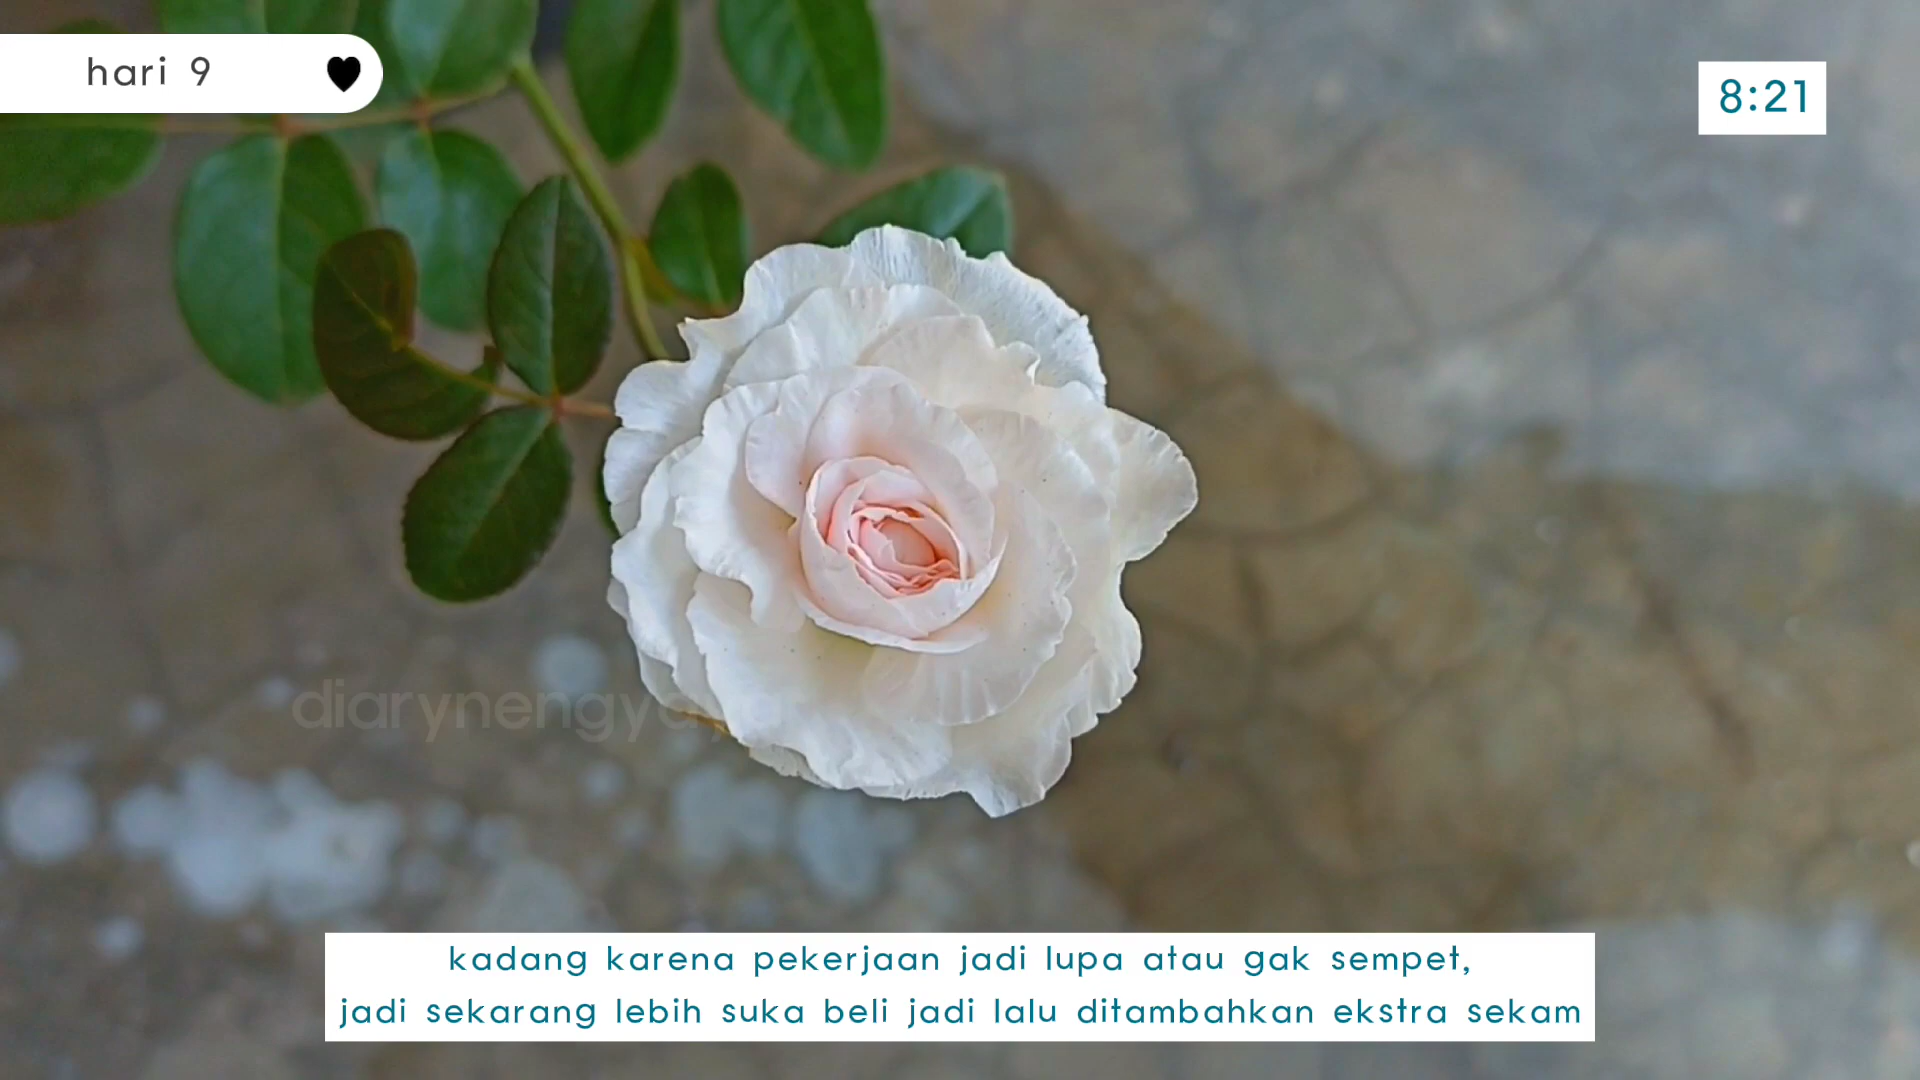 hari 9
8:21
kadang karena pekerjaan jadi lupa atau gak sempet,
jadi sekarang lebih suka beli jadi lalu ditambahkan ekstra sekam